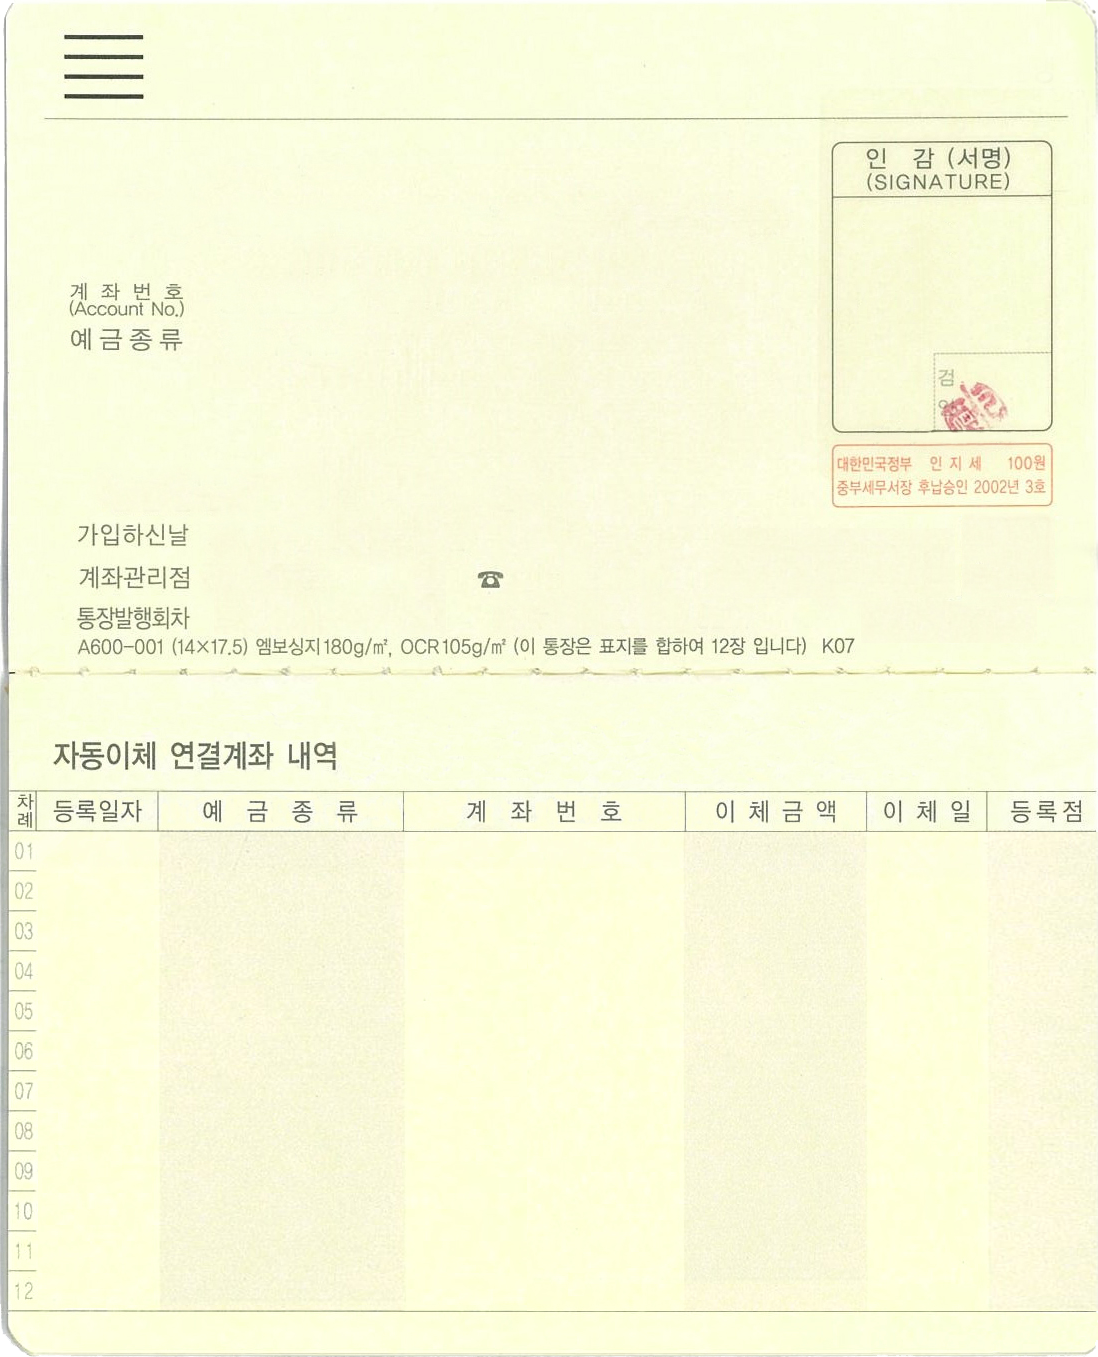 인 감 (서명)
(SIGNATURE)
계 좌 번 호
(Account No.)
예 금 종 류
검
대한민국정부 인 지 세 100원
중부세무서장 후납승인 2002년 3호
가입하신날
계좌관리점 ☎
통장발행회차
A600-001 (14×17.5) 엠보싱지180g/㎡, OCR105g/㎡ (이 통장은 표지를 합하여 12장 입니다) K07
자동이체 연결계좌 내역
차례 등록일자 예 금 종 류 계 좌 번 호 이 체 금 액 이 체 일 등록점
01
02
03
04
05
06
07
08
09
10
11
12